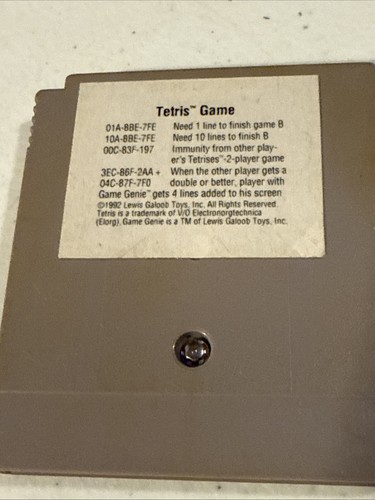 Tetris™ Game
01A-8BE-7FE Need 1 line to finish game B
10A-8BE-7FE Need 10 lines to finish B
00C-83F-197 Immunity from other play-
er's Tetrises™-2-player game
3EC-86F-2AA + When the other player gets a
04C-87F-7F0 double or better, player with
Game Genie™ gets 4 lines added to his screen
©1992 Lewis Galoob Toys, Inc. All Rights Reserved.
Tetris is a trademark of V/O Electronorgtechnica
(Elorg). Game Genie is a TM of Lewis Galoob Toys, Inc.